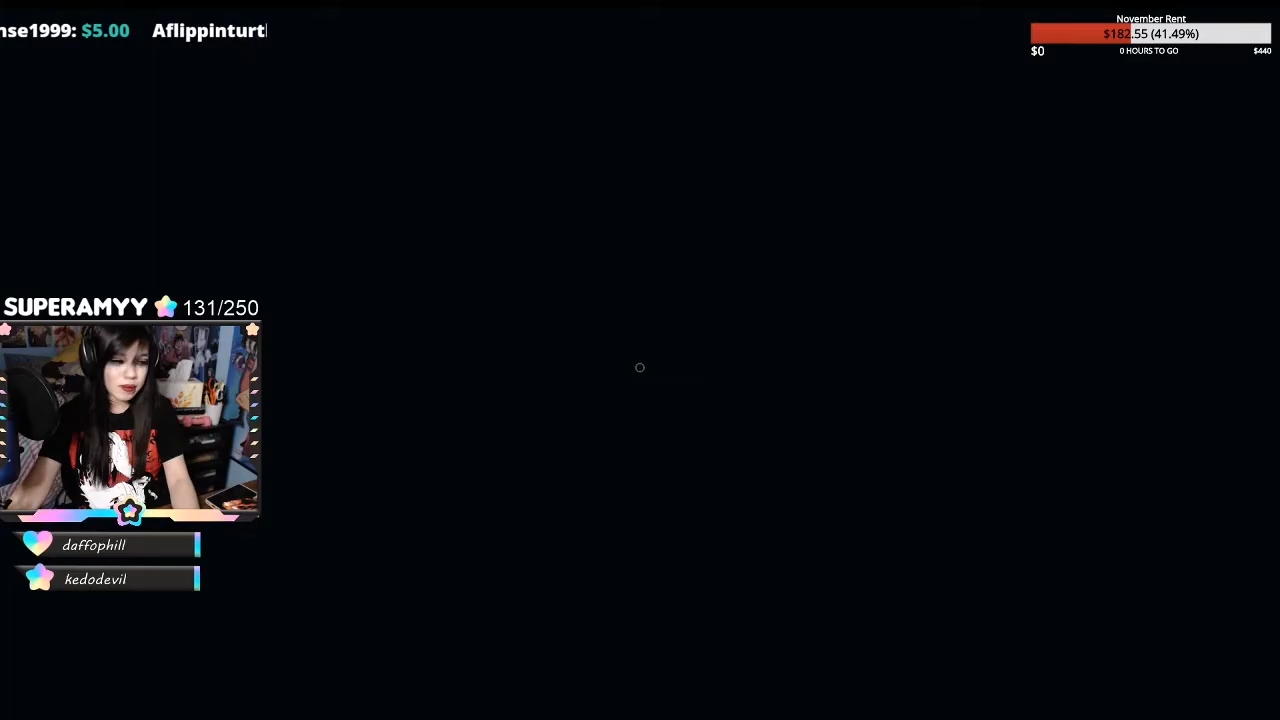 nse1999: $5.00 Aflippinturtl
November Rent
$182.55 (41.49%)
$0 0 HOURS TO GO $440
SUPERAMYY 131/250
daffophill
kedodevil